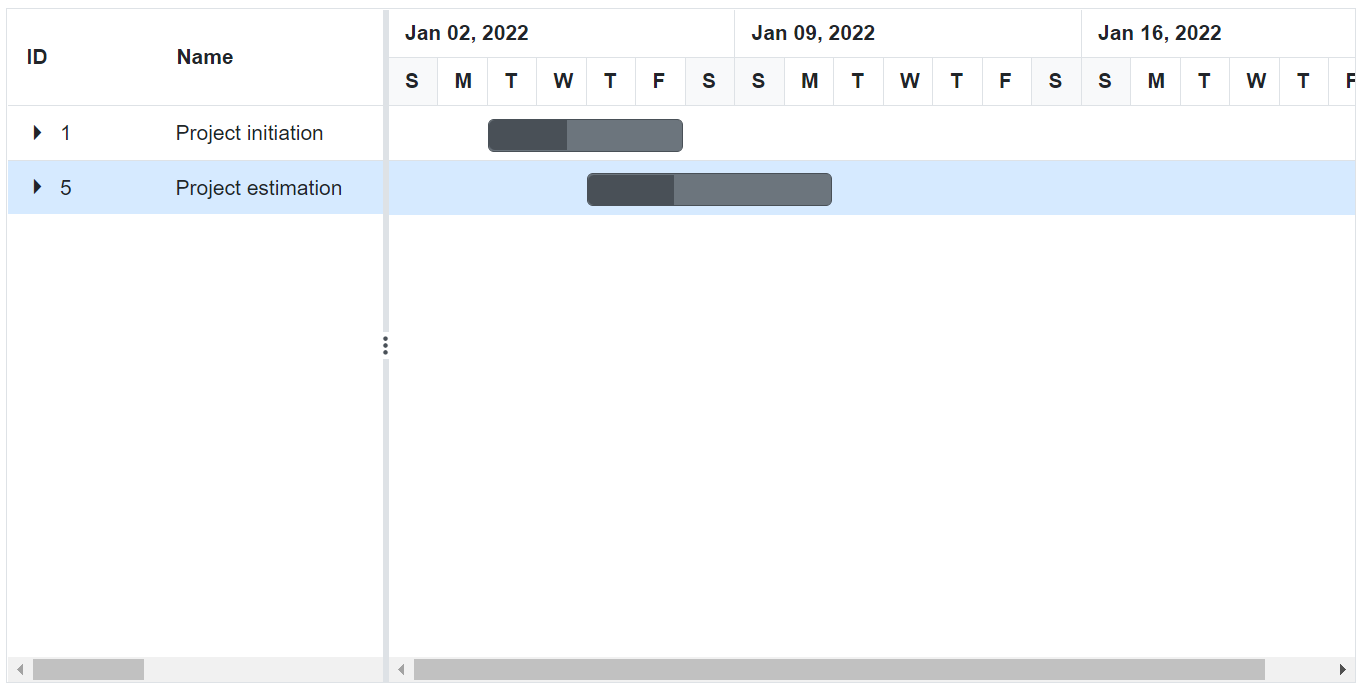 ID Name Jan 02, 2022 Jan 09, 2022 Jan 16, 2022
S M T W T F S S M T W T F S S M T W T F
1 Project initiation
5 Project estimation